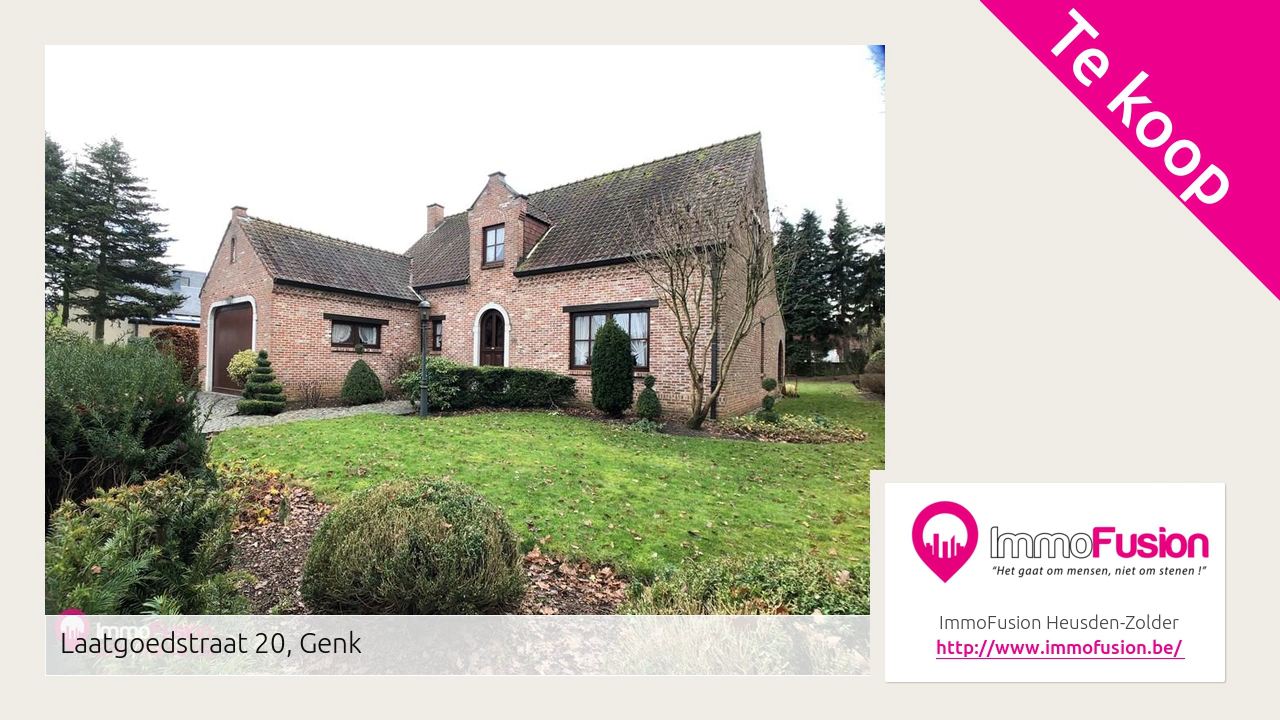 Te koop
ImmoFusion
"Het gaat om mensen, niet om stenen !"
ImmoFusion Heusden-Zolder
http://www.immofusion.be/
Immo
Laatgoedstraat 20, Genk